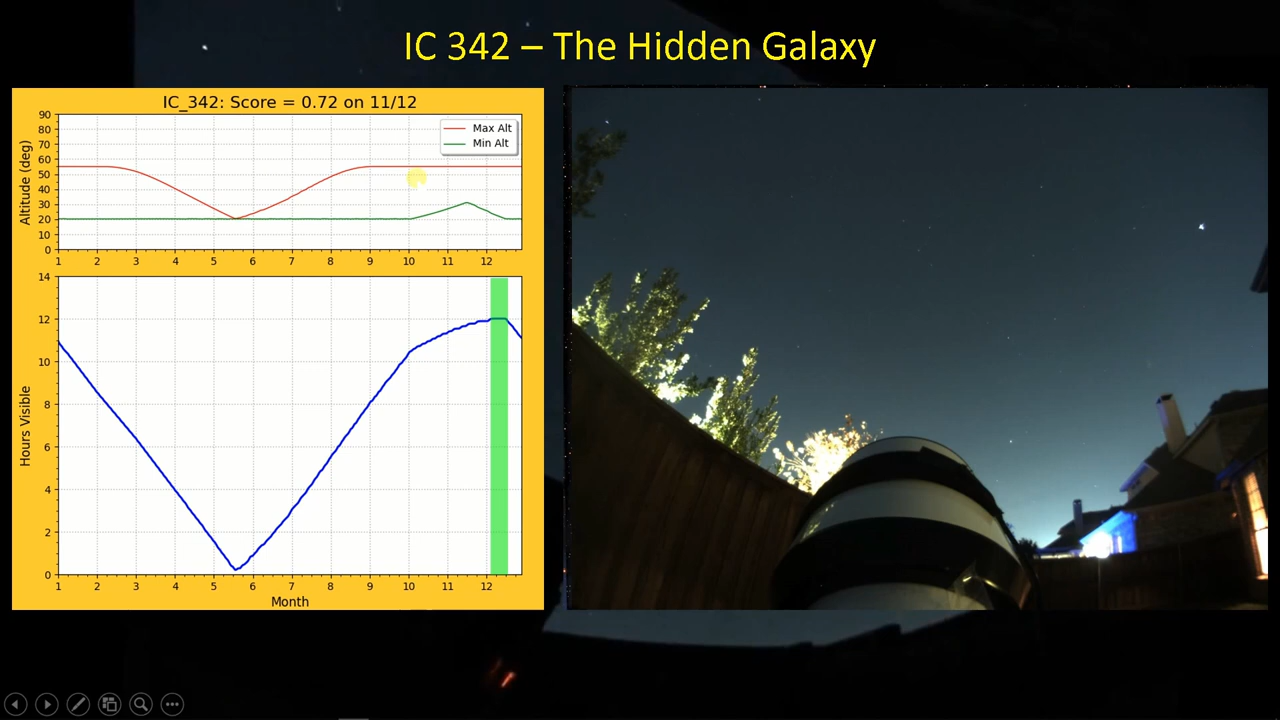 IC 342 – The Hidden Galaxy
IC_342: Score = 0.72 on 11/12
Altitude (deg)
90
80
70
60
50
40
30
20
10
0
Max Alt
Min Alt
1 2 3 4 5 6 7 8 9 10 11 12
Hours Visible
14
12
10
8
6
4
2
0
1 2 3 4 5 6 7 8 9 10 11 12
Month